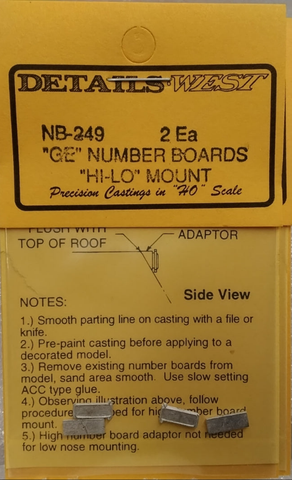 DETAILS WEST
NB-249 2 Ea
"GE" NUMBER BOARDS
"HI-LO" MOUNT
Precision Castings in "HO" Scale
FLUSH WITH
TOP OF ROOF
ADAPTOR
Side View
NOTES:
1.) Smooth parting line on casting with a file or
knife.
2.) Pre-paint casting before applying to a
decorated model.
3.) Remove existing number boards from
model, sand area smooth. Use slow setting
ACC type glue.
4.) Observing illustration above, follow
procedure for high number board
mount.
5.) High number board adaptor not needed
for low nose mounting.